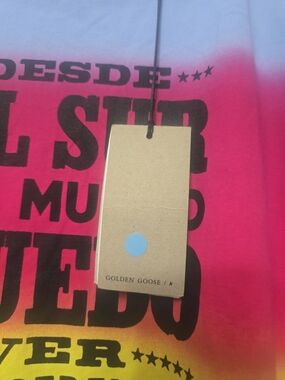 DESDE ★★★
L SUR
MU
UEDO
VER ★★★★★
GOLDEN GOOSE / #